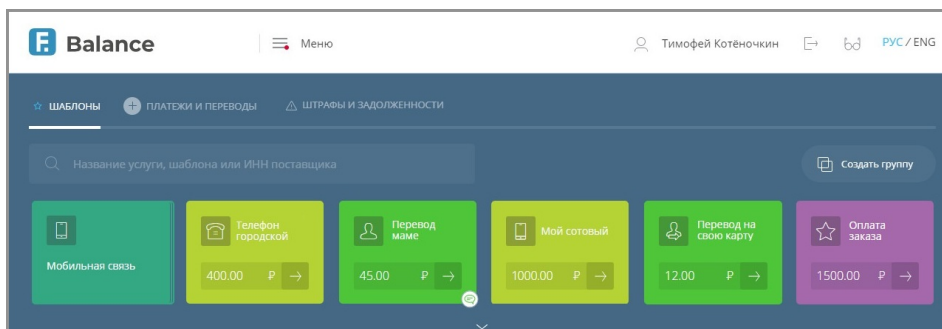 F. Balance
Меню
Тимофей Котёночкин
РУС / ENG
ШАБЛОНЫ
ПЛАТЕЖИ И ПЕРЕВОДЫ
ШТРАФЫ И ЗАДОЛЖЕННОСТИ
Название услуги, шаблона или ИНН поставщика
Создать группу
Мобильная связь
Телефон
городской
400.00 ₽
Перевод
маме
45.00 ₽
Мой сотовый
1000.00 ₽
Перевод на
свою карту
12.00 ₽
Оплата
заказа
1500.00 ₽